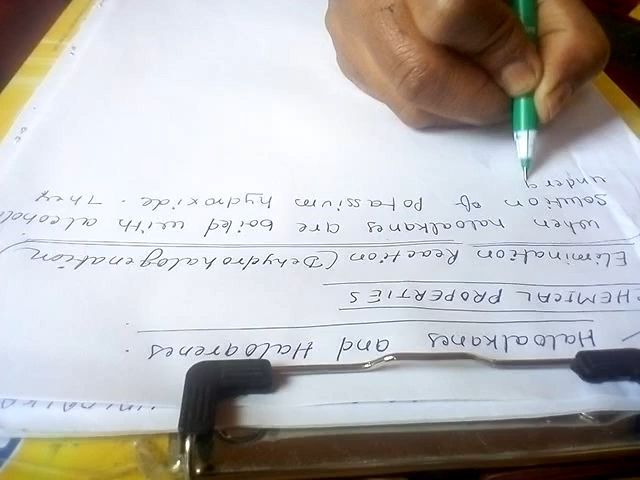 Haloalkanes and Haloarenes.
CHEMICAL PROPERTIES
Elimination Reaction (Dehydrohalogenation)
when haloalkanes are boiled with alcoholic
solution of potassium hydroxide. They
underg